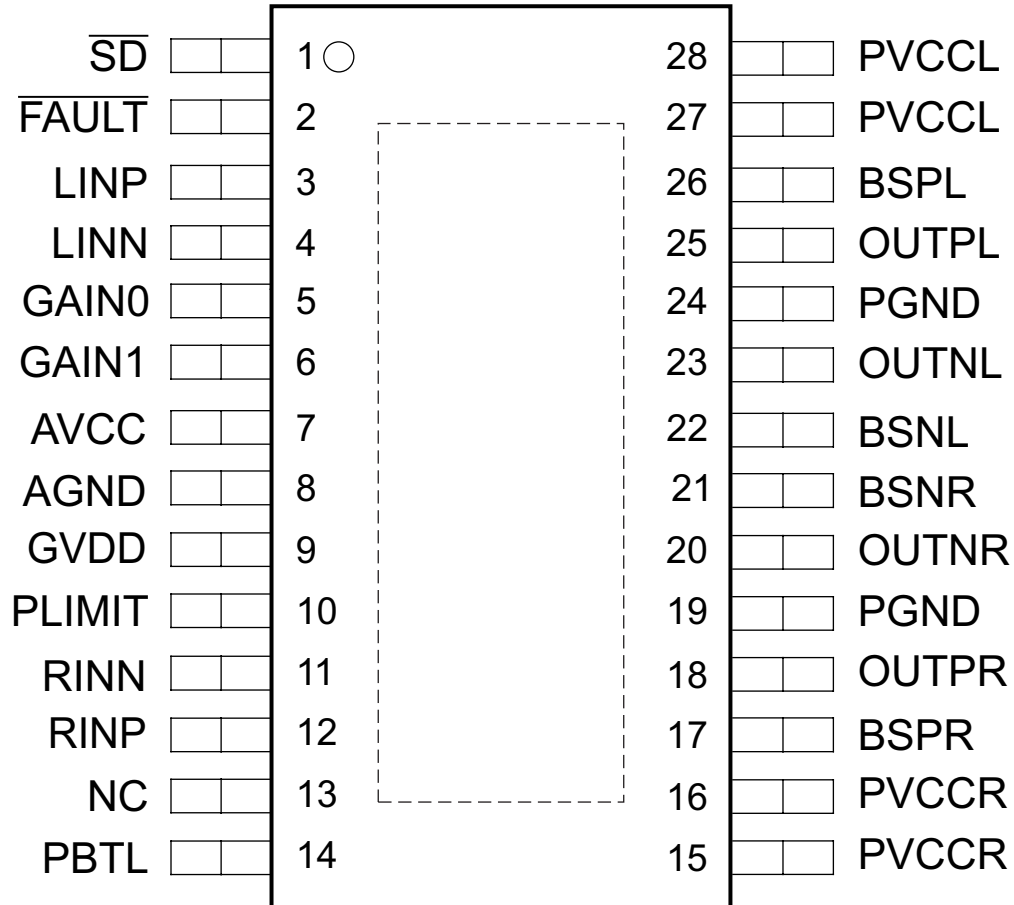 S̅D̅ 1 28 PVCCL
F̅A̅U̅L̅T̅ 2 27 PVCCL
LINP 3 26 BSPL
LINN 4 25 OUTPL
GAIN0 5 24 PGND
GAIN1 6 23 OUTNL
AVCC 7 22 BSNL
AGND 8 21 BSNR
GVDD 9 20 OUTNR
PLIMIT 10 19 PGND
RINN 11 18 OUTPR
RINP 12 17 BSPR
NC 13 16 PVCCR
PBTL 14 15 PVCCR